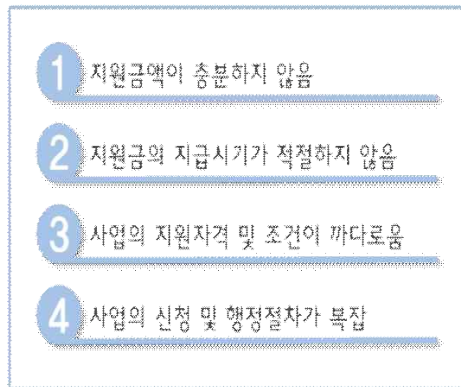 1 지원금액이 충분하지 않음
2 지원금의 지급시기가 적절하지 않음
3 사업의 지원자격 및 조건이 까다로움
4 사업의 신청 및 행정절차가 복잡